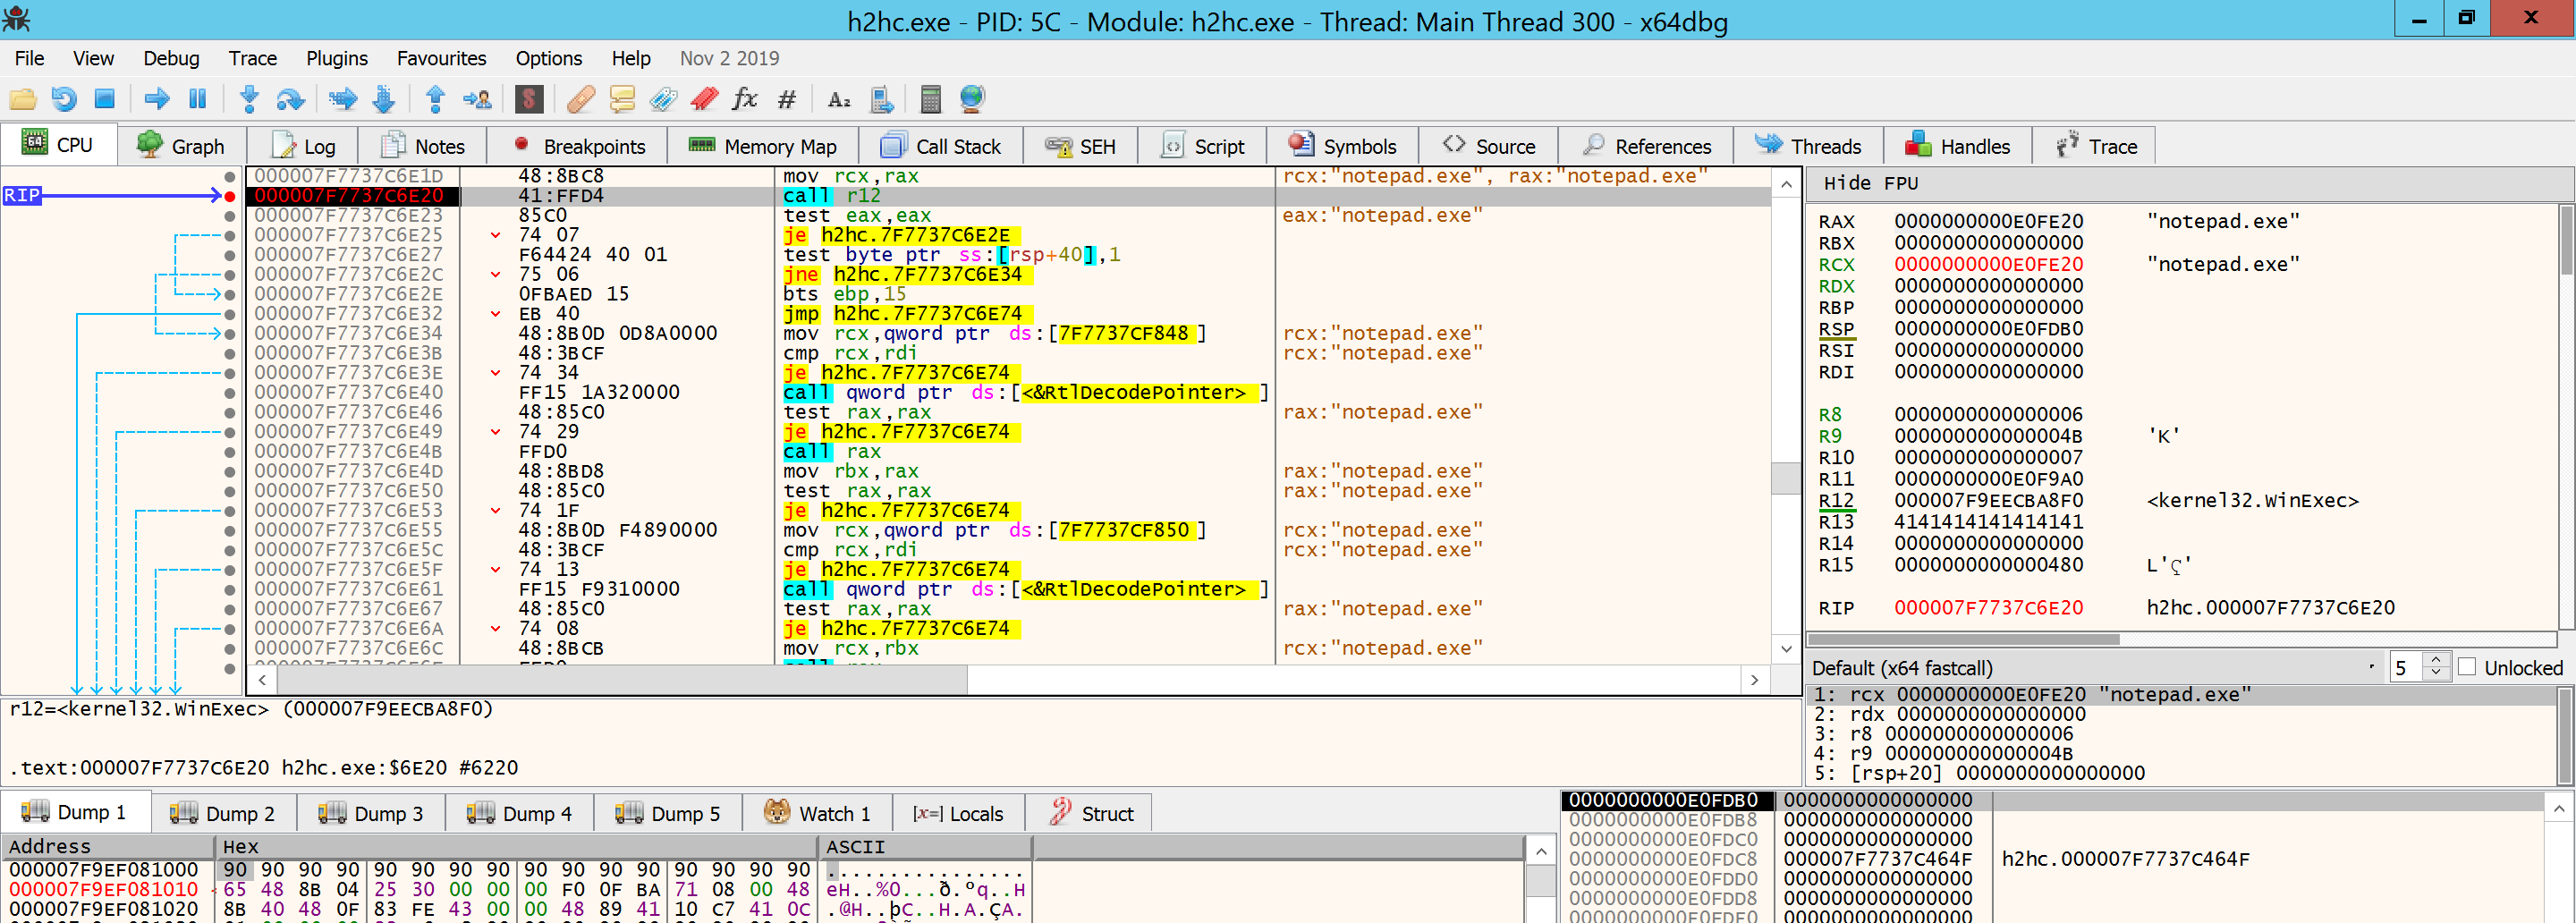 h2hc.exe - PID: 5C - Module: h2hc.exe - Thread: Main Thread 300 - x64dbg
File View Debug Trace Plugins Favourites Options Help Nov 2 2019
CPU Graph Log Notes Breakpoints Memory Map Call Stack SEH Script Symbols Source References Threads Handles Trace
000007F7737C6E1D 48:8BC8 mov rcx,rax rcx:"notepad.exe", rax:"notepad.exe"
RIP 000007F7737C6E20 41:FFD4 call r12
000007F7737C6E23 85C0 test eax,eax eax:"notepad.exe"
000007F7737C6E25 74 07 je h2hc.7F7737C6E2E
000007F7737C6E27 F64424 40 01 test byte ptr ss:[rsp+40],1
000007F7737C6E2C 75 06 jne h2hc.7F7737C6E34
000007F7737C6E2E 0FBAED 15 bts ebp,15
000007F7737C6E32 EB 40 jmp h2hc.7F7737C6E74
000007F7737C6E34 48:8B0D 0D8A0000 mov rcx,qword ptr ds:[7F7737CF848] rcx:"notepad.exe"
000007F7737C6E3B 48:3BCF cmp rcx,rdi rcx:"notepad.exe"
000007F7737C6E3E 74 34 je h2hc.7F7737C6E74
000007F7737C6E40 FF15 1A320000 call qword ptr ds:[<&RtlDecodePointer>]
000007F7737C6E46 48:85C0 test rax,rax rax:"notepad.exe"
000007F7737C6E49 74 29 je h2hc.7F7737C6E74
000007F7737C6E4B FFD0 call rax
000007F7737C6E4D 48:8BD8 mov rbx,rax rax:"notepad.exe"
000007F7737C6E50 48:85C0 test rax,rax rax:"notepad.exe"
000007F7737C6E53 74 1F je h2hc.7F7737C6E74
000007F7737C6E55 48:8B0D F4890000 mov rcx,qword ptr ds:[7F7737CF850] rcx:"notepad.exe"
000007F7737C6E5C 48:3BCF cmp rcx,rdi rcx:"notepad.exe"
000007F7737C6E5F 74 13 je h2hc.7F7737C6E74
000007F7737C6E61 FF15 F9310000 call qword ptr ds:[<&RtlDecodePointer>]
000007F7737C6E67 48:85C0 test rax,rax rax:"notepad.exe"
000007F7737C6E6A 74 08 je h2hc.7F7737C6E74
000007F7737C6E6C 48:8BCB mov rcx,rbx rcx:"notepad.exe"
Hide FPU
RAX 0000000000E0FE20 "notepad.exe"
RBX 0000000000000000
RCX 0000000000E0FE20 "notepad.exe"
RDX 0000000000000000
RBP 0000000000000000
RSP 0000000000E0FDB0
RSI 0000000000000000
RDI 0000000000000000
R8 0000000000000006
R9 000000000000004B 'K'
R10 0000000000000007
R11 0000000000E0F9A0
R12 000007F9EECBA8F0 <kernel32.WinExec>
R13 4141414141414141
R14 0000000000000000
R15 0000000000000480 L'Ҁ'
RIP 000007F7737C6E20 h2hc.000007F7737C6E20
Default (x64 fastcall) 5 Unlocked
1: rcx 0000000000E0FE20 "notepad.exe"
2: rdx 0000000000000000
3: r8 0000000000000006
4: r9 000000000000004B
5: [rsp+20] 0000000000000000
r12=<kernel32.WinExec> (000007F9EECBA8F0)
.text:000007F7737C6E20 h2hc.exe:$6E20 #6220
Dump 1 Dump 2 Dump 3 Dump 4 Dump 5 Watch 1 [x=] Locals Struct
Address Hex ASCII
000007F9EF081000 90 90 90 90 90 90 90 90 90 90 90 90 90 90 90 90 ................
000007F9EF081010 65 48 8B 04 25 30 00 00 00 F0 0F BA 71 08 00 48 eH..%0...ð.ºq..H
000007F9EF081020 8B 40 48 0F 83 FE 43 00 00 48 89 41 10 C7 41 0C .@H..þC..H.A.ÇA.
0000000000E0FDB0 0000000000000000
0000000000E0FDB8 0000000000000000
0000000000E0FDC0 0000000000000000
0000000000E0FDC8 000007F7737C464F h2hc.000007F7737C464F
0000000000E0FDD0 0000000000000000
0000000000E0FDD8 0000000000000000